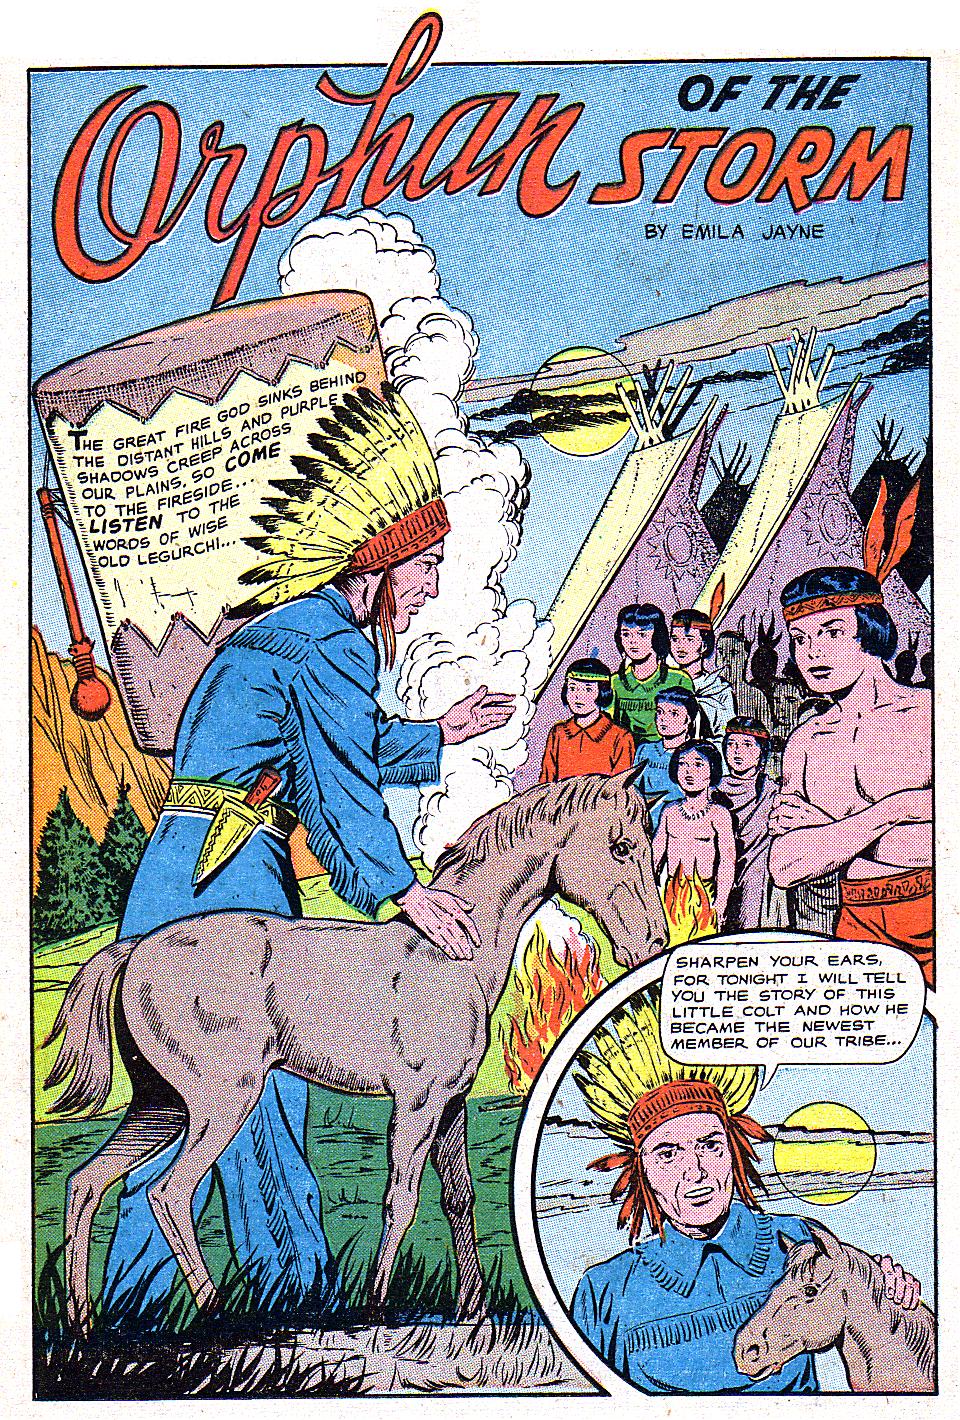 Orphan
OF THE
STORM
BY EMILA JAYNE
THE GREAT FIRE GOD SINKS BEHIND
THE DISTANT HILLS AND PURPLE
SHADOWS CREEP ACROSS
OUR PLAINS, SO COME
TO THE FIRESIDE...
LISTEN TO THE
WORDS OF WISE
OLD LEGURCHI...
SHARPEN YOUR EARS,
FOR TONIGHT I WILL TELL
YOU THE STORY OF THIS
LITTLE COLT AND HOW HE
BECAME THE NEWEST
MEMBER OF OUR TRIBE...